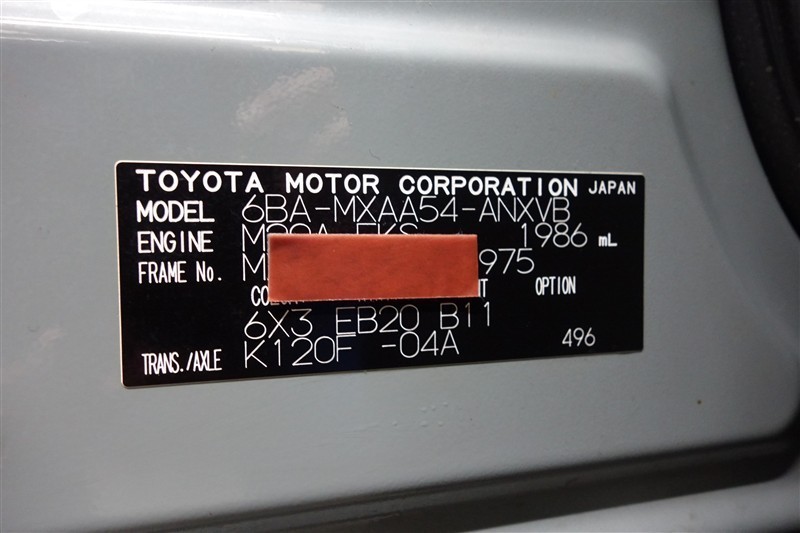 TOYOTA MOTOR CORPORATION JAPAN
MODEL 6BA-MXAA54-ANXVB
ENGINE 1986 mL
FRAME No. 975
OPTION
6X3 EB20 B11
TRANS./AXLE K120F -04A 496